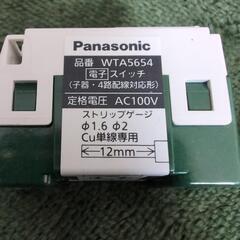 Panasonic
品番 WTA5654
電子スイッチ
(子器・4路配線対応形)
定格電圧 AC100V
ストリップゲージ
φ1.6 φ2
Cu単線専用
12mm